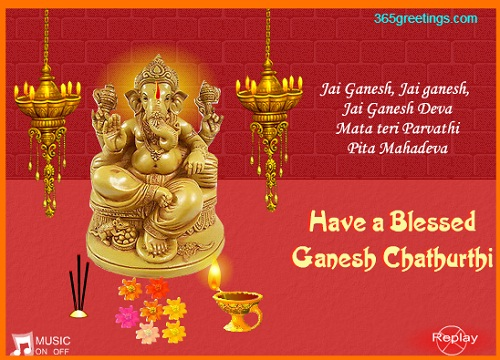 365greetings.com
Jai Ganesh, Jai ganesh,
Jai Ganesh Deva
Mata teri Parvathi
Pita Mahadeva
Have a Blessed
Ganesh Chathurthi
MUSIC
ON OFF
Replay